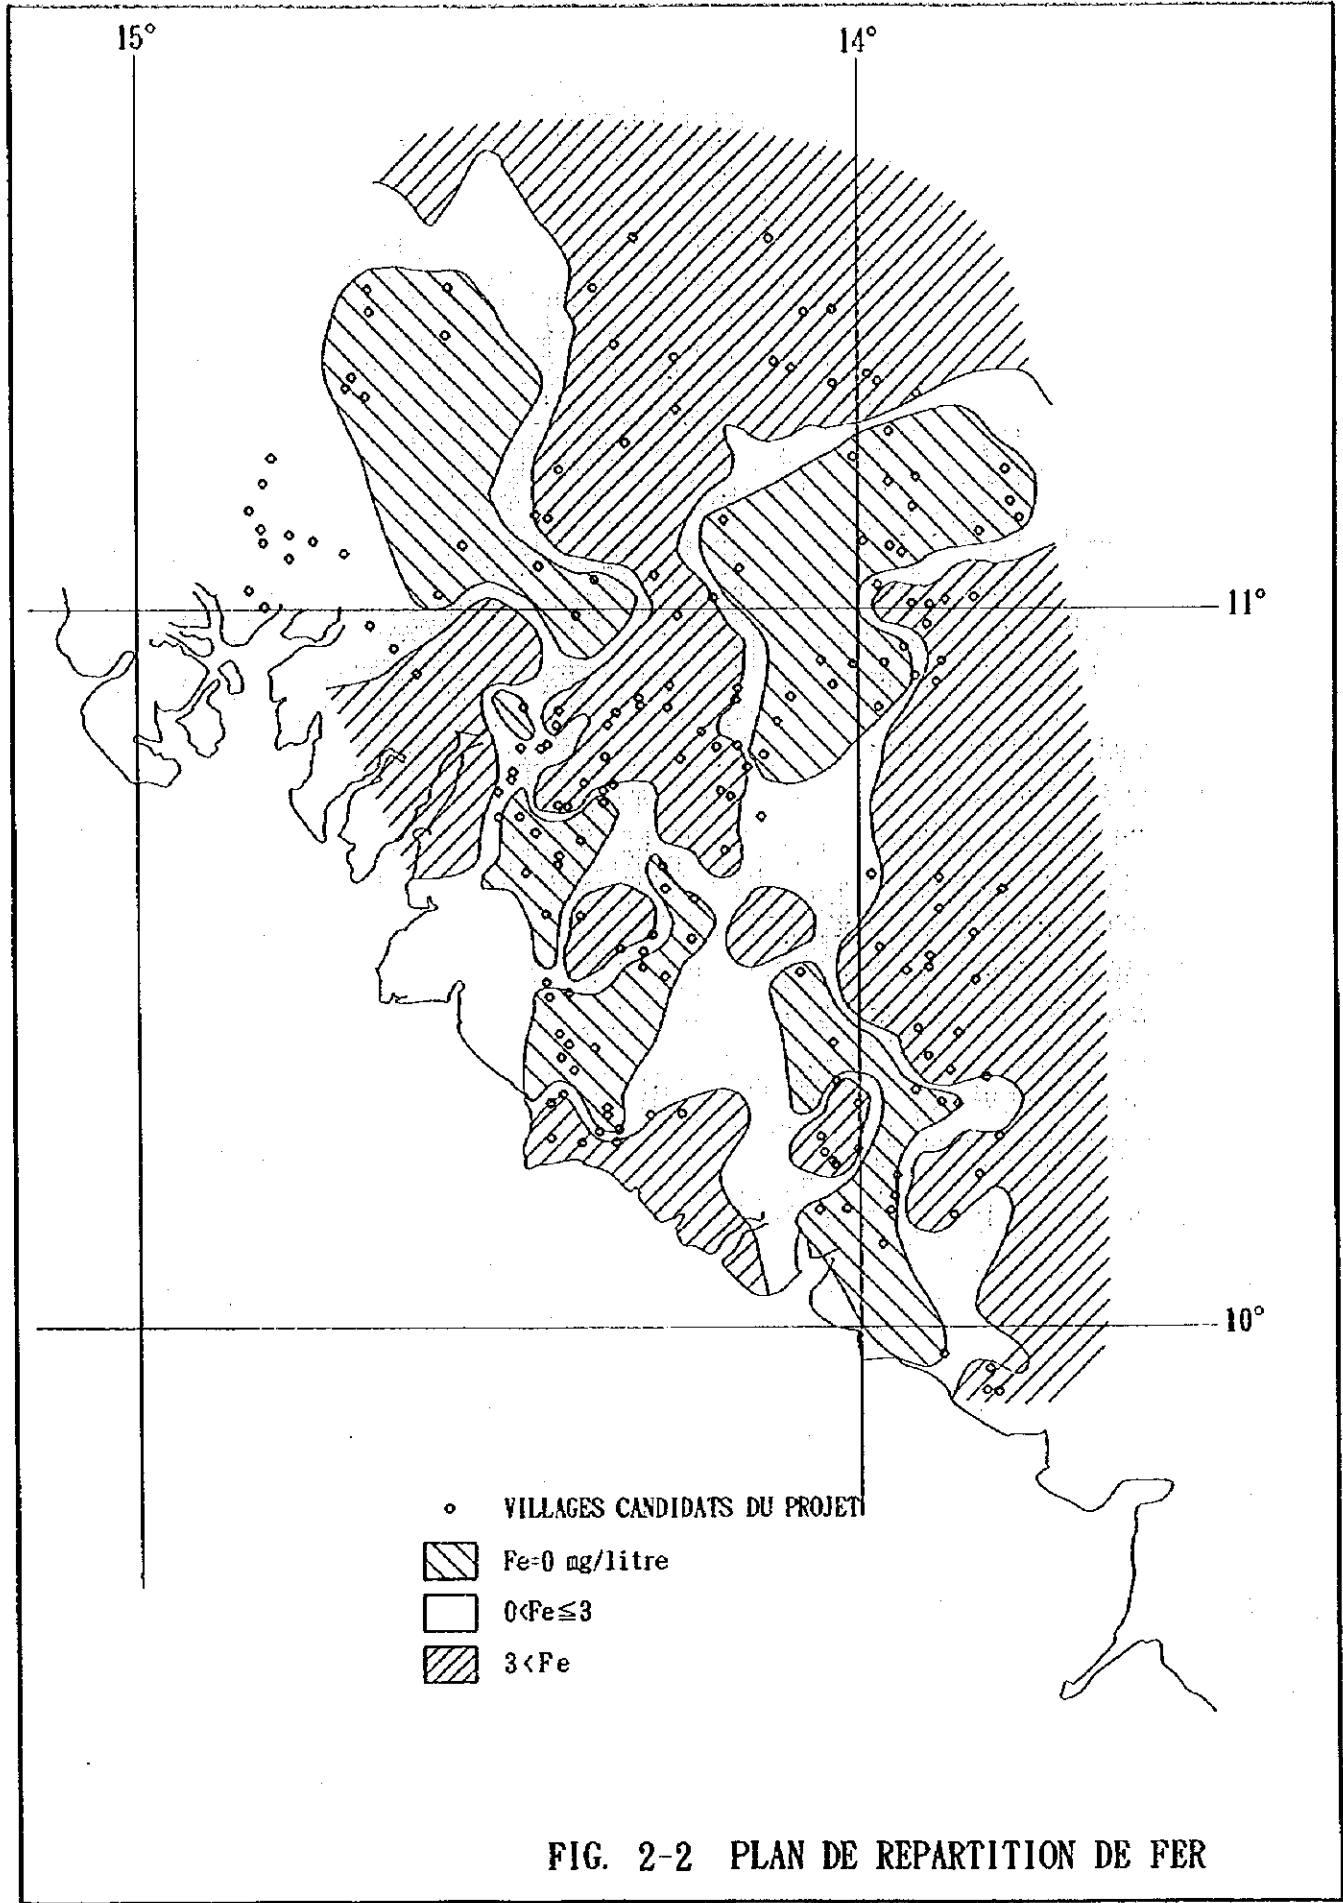 15°
14°
11°
10°
VILLAGES CANDIDATS DU PROJET
Fe=0 mg/litre
0<Fe≦3
3<Fe
FIG. 2-2 PLAN DE REPARTITION DE FER